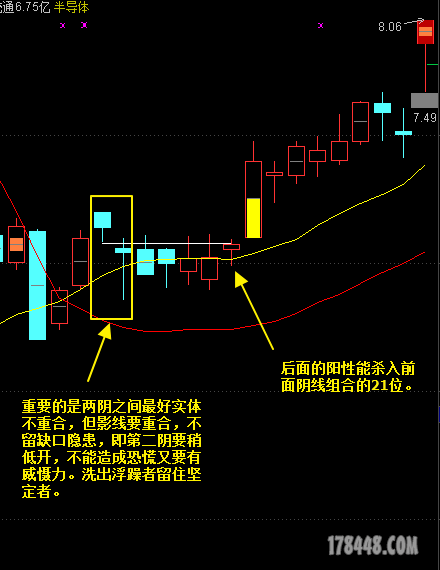 通6.75亿 半导体
x x x
8.06
7.49
后面的阳性能杀入前
面阴线组合的21位。
重要的是两阴之间最好实体
不重合，但影线要重合，不
留缺口隐患，即第二阴要稍
低开，不能造成恐慌又要有
威慑力。洗出浮躁者留住坚
定者。
178448.COM